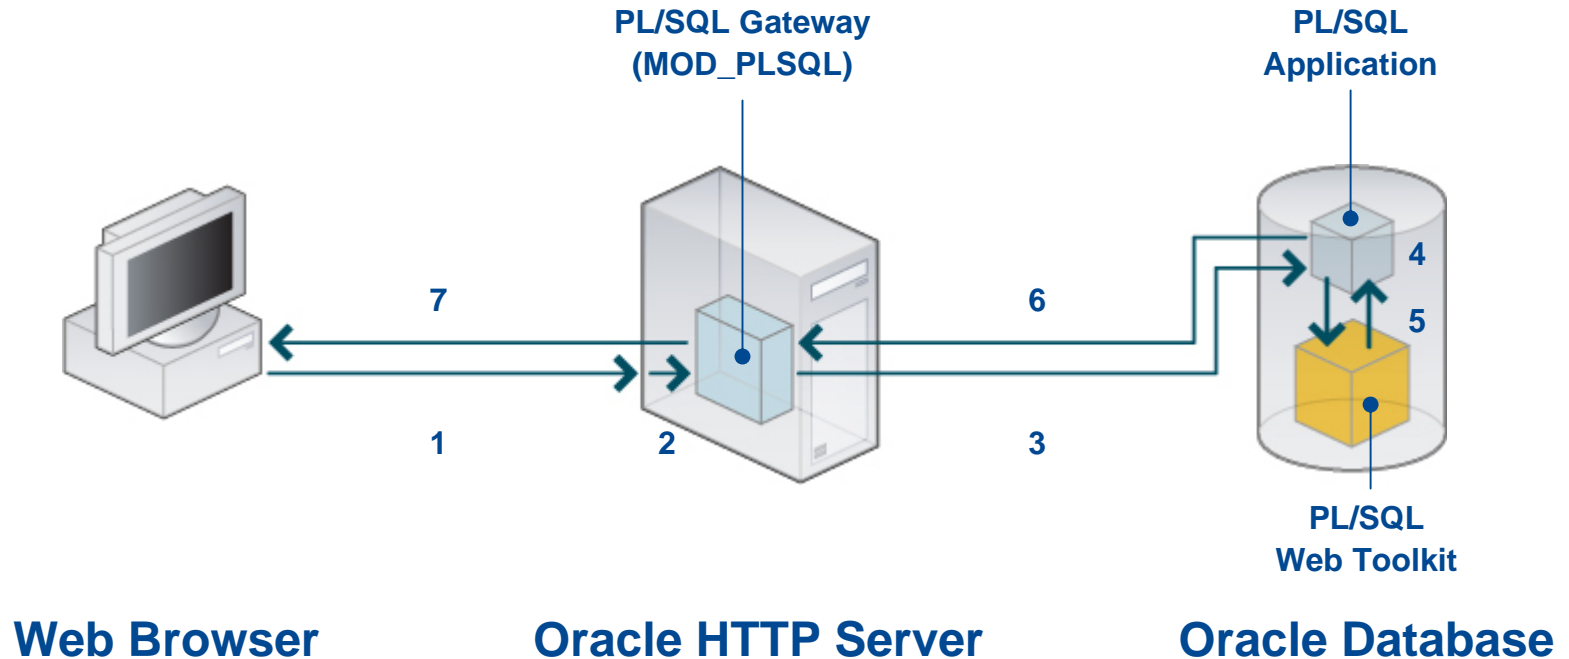 PL/SQL Gateway
(MOD_PLSQL)
PL/SQL
Application
7
6
4
5
1
2
3
PL/SQL
Web Toolkit
Web Browser
Oracle HTTP Server
Oracle Database